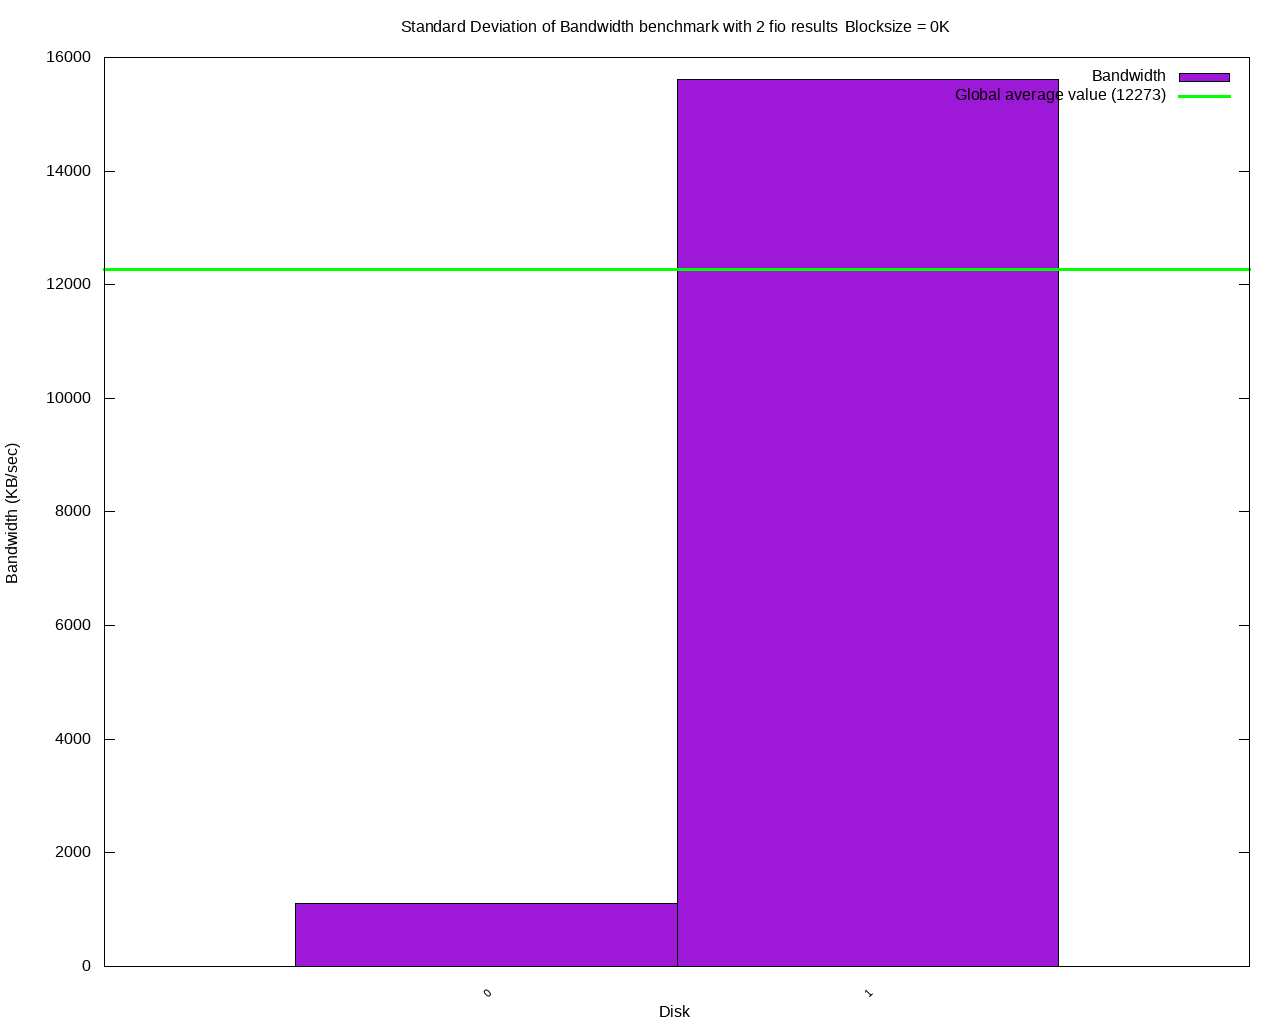 Standard Deviation of Bandwidth benchmark with 2 fio results Blocksize = 0K
16000
14000
12000
10000
8000
6000
4000
2000
0
Bandwidth (KB/sec)
Bandwidth
Global average value (12273)
0
1
Disk